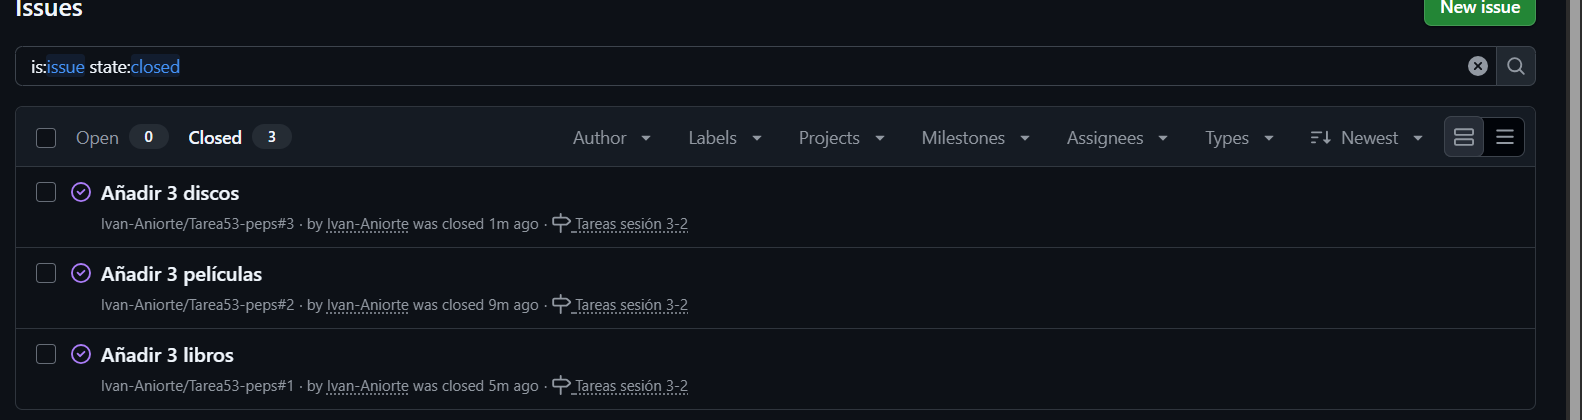 Issues
New issue
is:issue state:closed
Open 0 Closed 3 Author Labels Projects Milestones Assignees Types Newest
Añadir 3 discos
Ivan-Aniorte/Tarea53-peps#3 · by Ivan-Aniorte was closed 1m ago · Tareas sesión 3-2
Añadir 3 películas
Ivan-Aniorte/Tarea53-peps#2 · by Ivan-Aniorte was closed 9m ago · Tareas sesión 3-2
Añadir 3 libros
Ivan-Aniorte/Tarea53-peps#1 · by Ivan-Aniorte was closed 5m ago · Tareas sesión 3-2